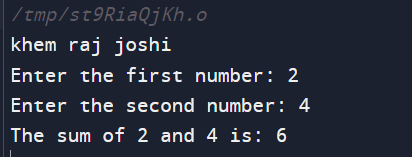 /tmp/st9RiaQjKh.o
khem raj joshi
Enter the first number: 2
Enter the second number: 4
The sum of 2 and 4 is: 6